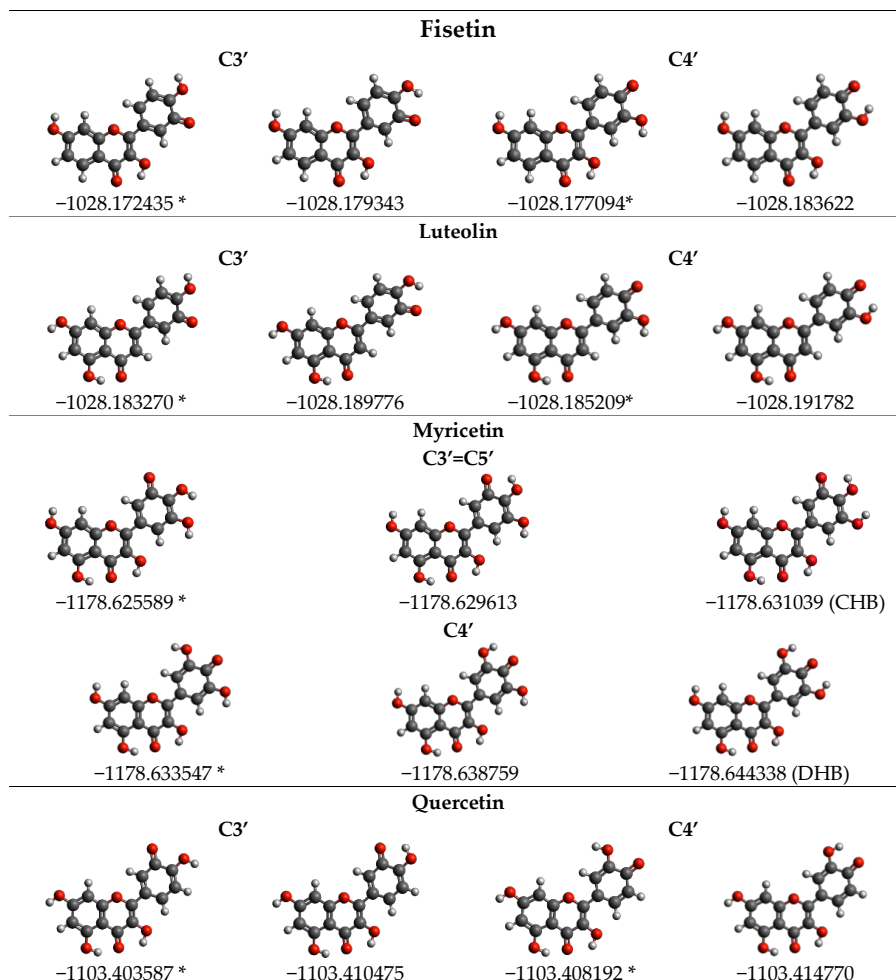 Fisetin
C3’ C4’
−1028.172435 * −1028.179343 −1028.177094* −1028.183622
Luteolin
C3’ C4’
−1028.183270 * −1028.189776 −1028.185209* −1028.191782
Myricetin
C3’=C5’
−1178.625589 * −1178.629613 −1178.631039 (CHB)
C4’
−1178.633547 * −1178.638759 −1178.644338 (DHB)
Quercetin
C3’ C4’
−1103.403587 * −1103.410475 −1103.408192 * −1103.414770